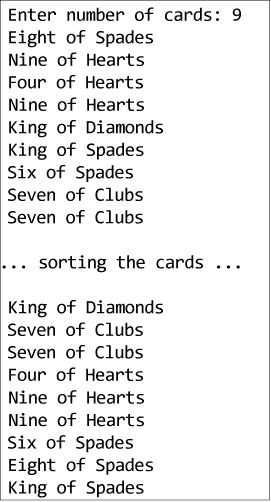 Enter number of cards: 9
Eight of Spades
Nine of Hearts
Four of Hearts
Nine of Hearts
King of Diamonds
King of Spades
Six of Spades
Seven of Clubs
Seven of Clubs
... sorting the cards ...
King of Diamonds
Seven of Clubs
Seven of Clubs
Four of Hearts
Nine of Hearts
Nine of Hearts
Six of Spades
Eight of Spades
King of Spades